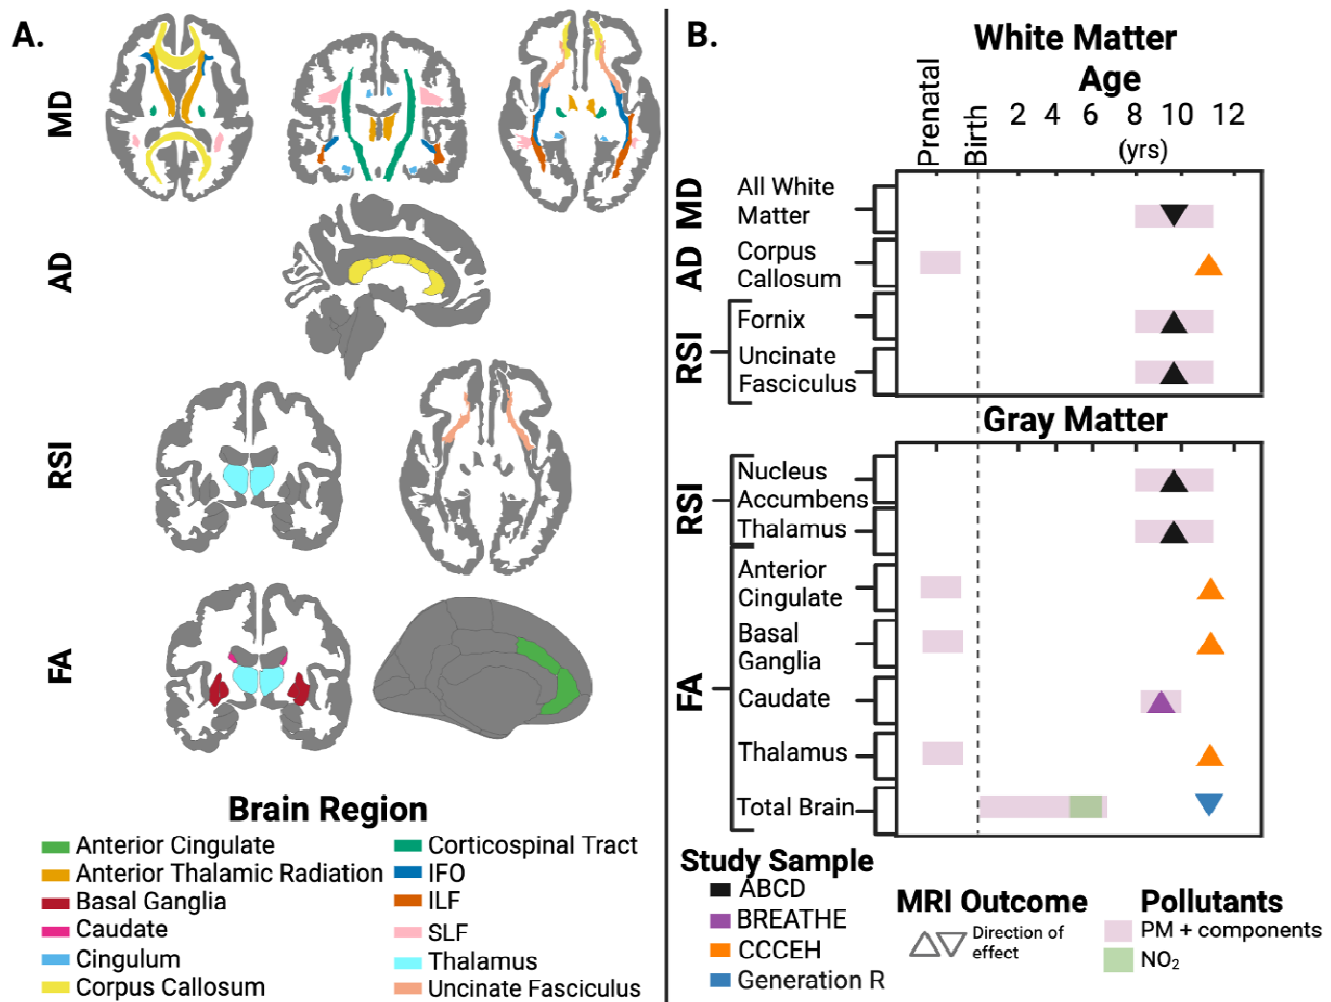 A.
MD
AD
RSI
FA
Brain Region
Anterior Cingulate
Anterior Thalamic Radiation
Basal Ganglia
Caudate
Cingulum
Corpus Callosum
Corticospinal Tract
IFO
ILF
SLF
Thalamus
Uncinate Fasciculus
B.
White Matter
Age
Prenatal
Birth
2 4 6 8 10 12
(yrs)
MD
All White
Matter
AD
Corpus
Callosum
RSI
Fornix
Uncinate
Fasciculus
Gray Matter
RSI
Nucleus
Accumbens
Thalamus
FA
Anterior
Cingulate
Basal
Ganglia
Caudate
Thalamus
Total Brain
Study Sample
ABCD
BREATHE
CCCEH
Generation R
MRI Outcome
Direction of
effect
Pollutants
PM + components
NO₂